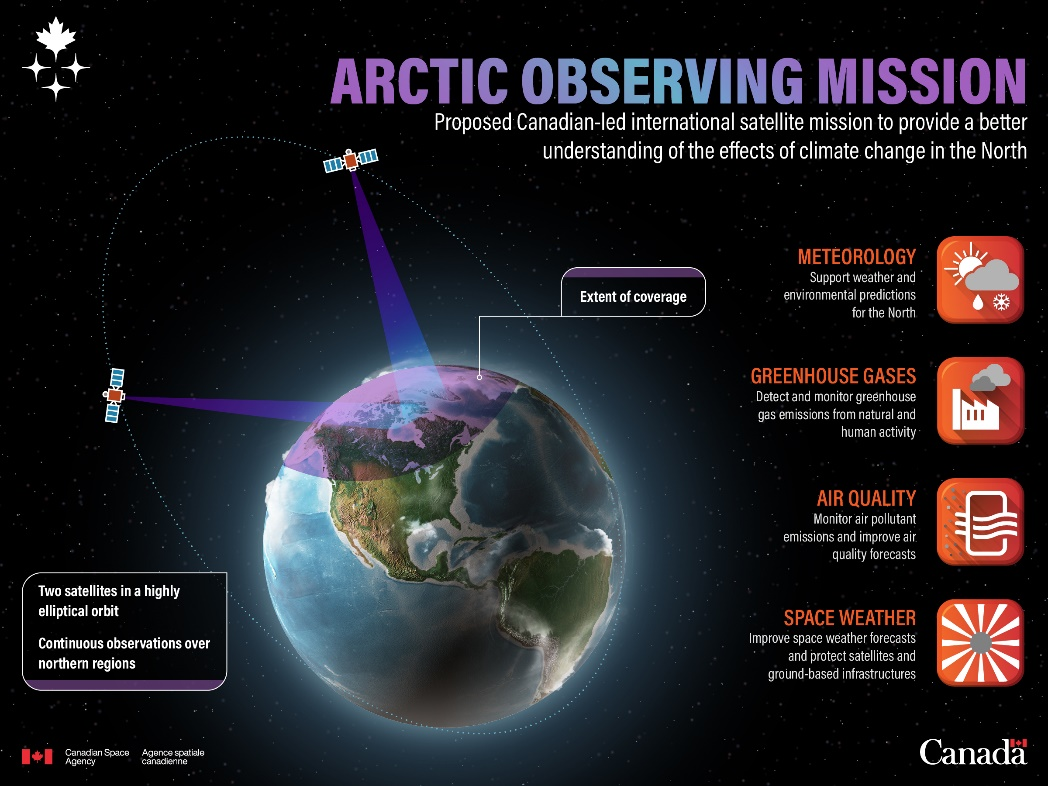 ARCTIC OBSERVING MISSION
Proposed Canadian-led international satellite mission to provide a better
understanding of the effects of climate change in the North
Extent of coverage
METEOROLOGY
Support weather and
environmental predictions
for the North
GREENHOUSE GASES
Detect and monitor greenhouse
gas emissions from natural and
human activity
AIR QUALITY
Monitor air pollutant
emissions and improve air
quality forecasts
SPACE WEATHER
Improve space weather forecasts
and protect satellites and
ground-based infrastructures
Two satellites in a highly
elliptical orbit
Continuous observations over
northern regions
Canadian Space
Agency
Agence spatiale
canadienne
Canada